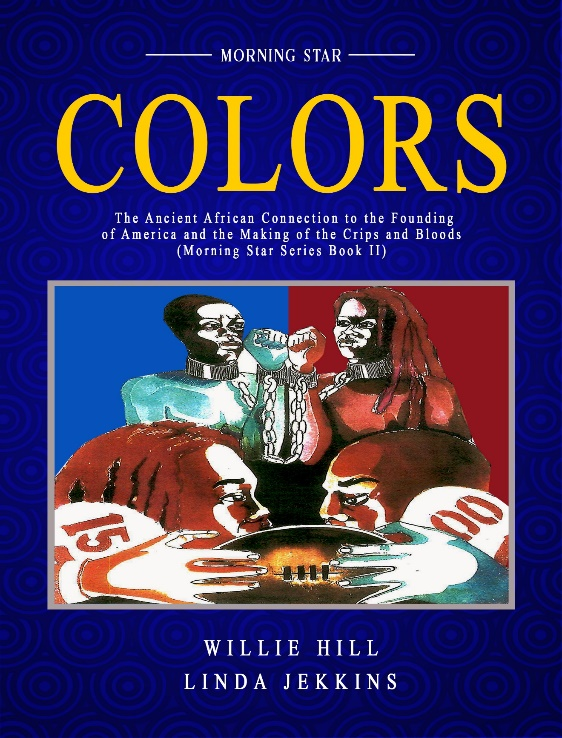 MORNING STAR
COLORS
The Ancient African Connection to the Founding
of America and the Making of the Crips and Bloods
(Morning Star Series Book II)
15
00
WILLIE HILL
LINDA JEKKINS